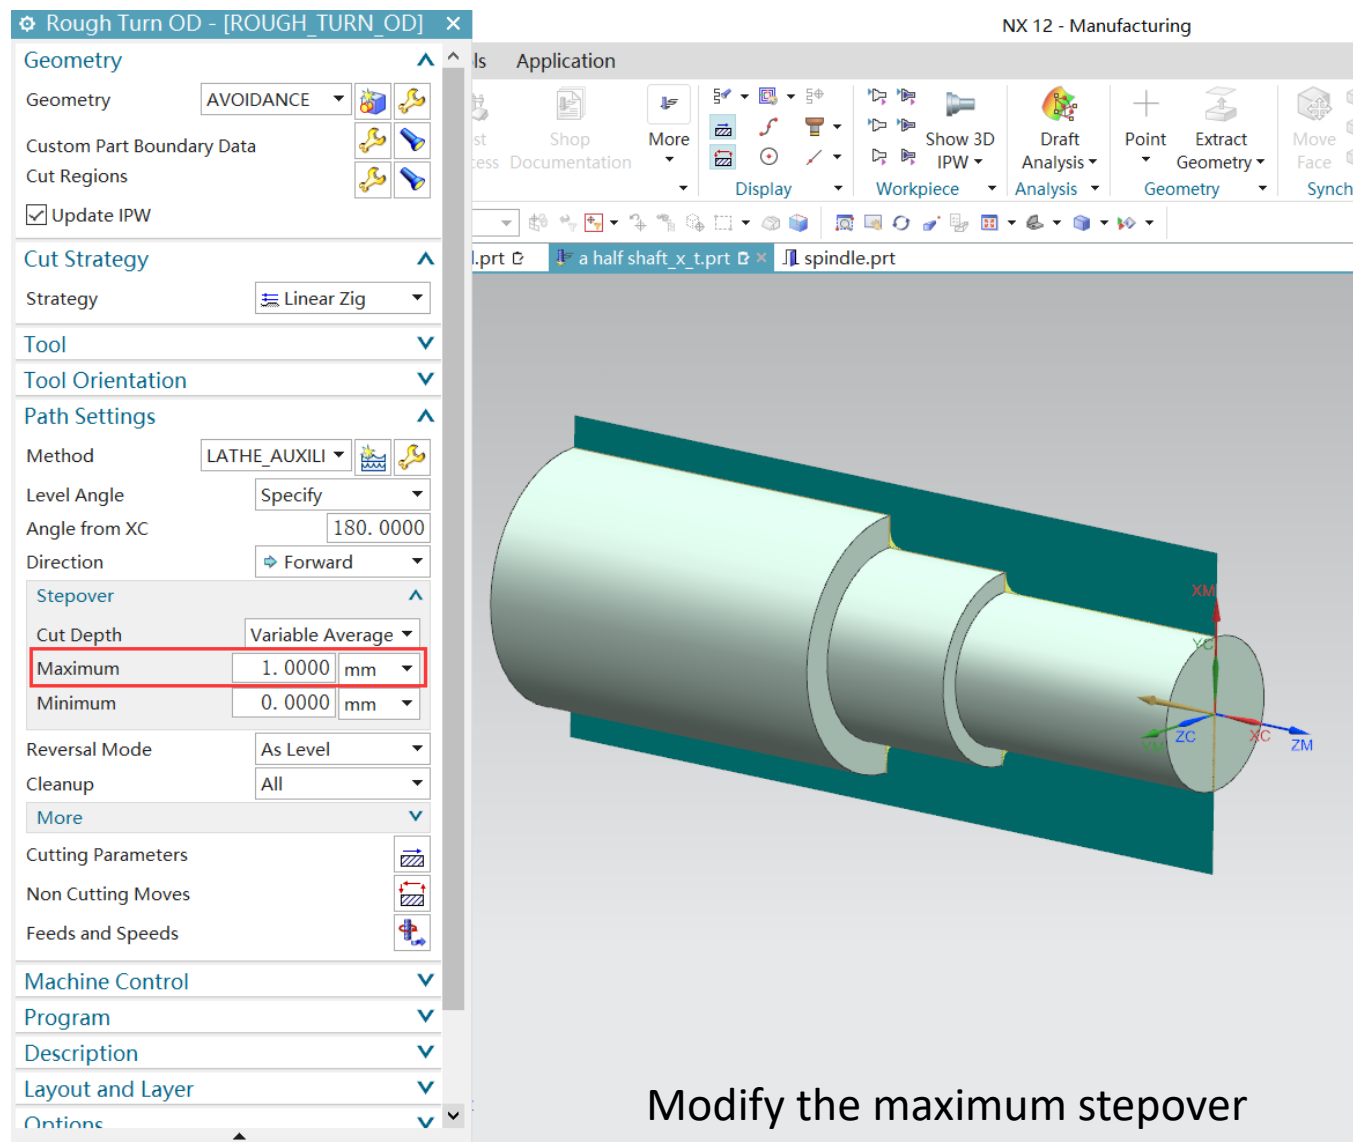 Rough Turn OD - [ROUGH_TURN_OD]
NX 12 - Manufacturing
Geometry
Geometry AVOIDANCE
Custom Part Boundary Data
Cut Regions
Update IPW
Cut Strategy
Strategy Linear Zig
Tool
Tool Orientation
Path Settings
Method LATHE_AUXILI
Level Angle Specify
Angle from XC 180.0000
Direction Forward
Stepover
Cut Depth Variable Average
Maximum 1.0000 mm
Minimum 0.0000 mm
Reversal Mode As Level
Cleanup All
More
Cutting Parameters
Non Cutting Moves
Feeds and Speeds
Machine Control
Program
Description
Layout and Layer
Options
ls Application
st Shop More Show 3D Draft Point Extract Move
cess Documentation IPW Analysis Geometry Face
Display Workpiece Analysis Geometry Synch
l.prt a half shaft_x_t.prt spindle.prt
XM
YC
ZC XC ZM
Modify the maximum stepover